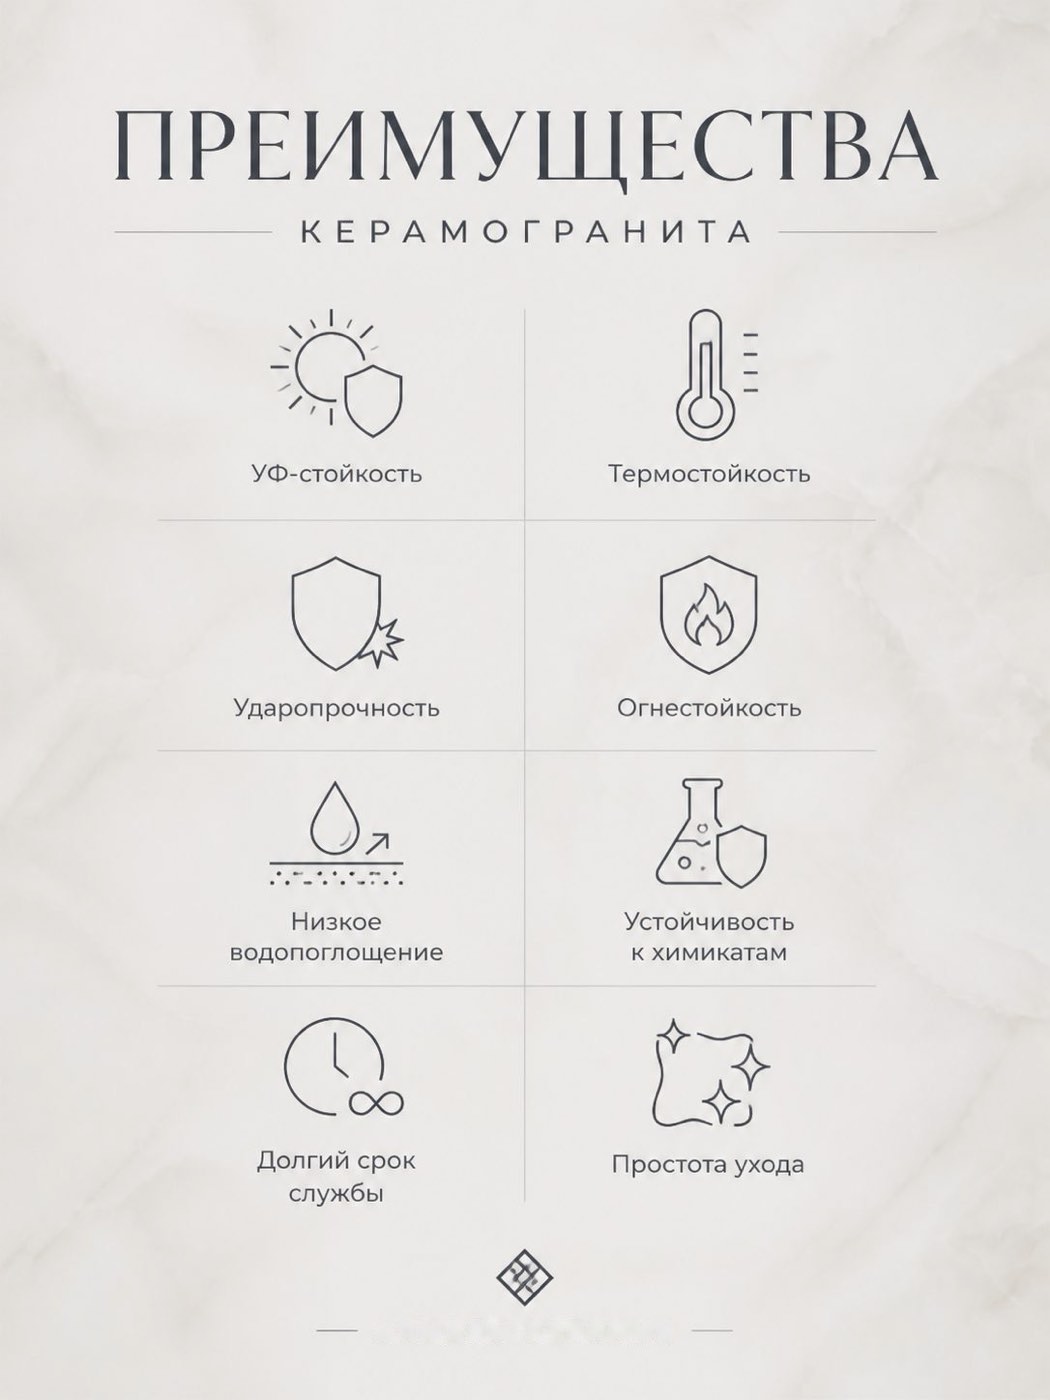 ПРЕИМУЩЕСТВА
КЕРАМОГРАНИТА
УФ-стойкость
Термостойкость
Ударопрочность
Огнестойкость
Низкое
водопоглощение
Устойчивость
к химикатам
Долгий срок
службы
Простота ухода